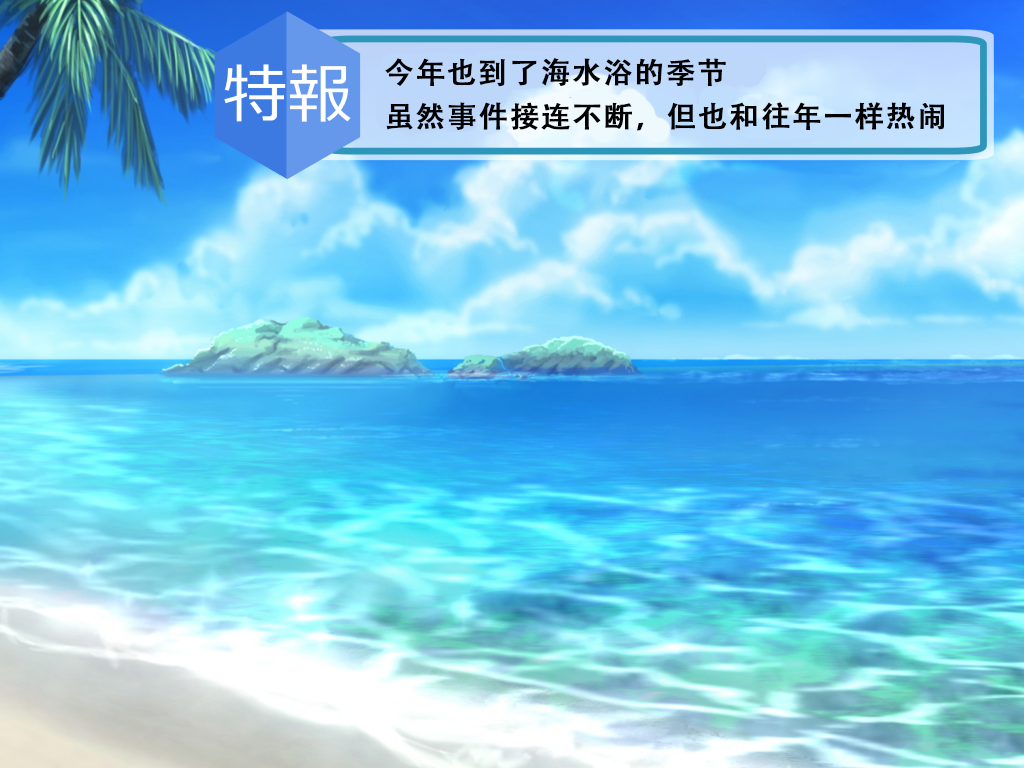 特報
今年也到了海水浴的季节
虽然事件接连不断，但也和往年一样热闹